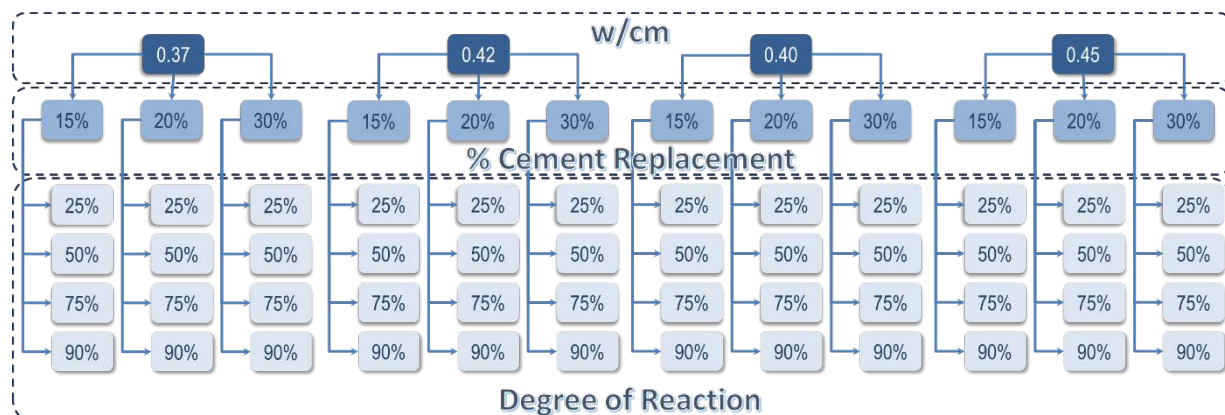 w/cm
0.37 0.42 0.40 0.45
15% 20% 30% 15% 20% 30% 15% 20% 30% 15% 20% 30%
% Cement Replacement
25% 25% 25% 25% 25% 25% 25% 25% 25% 25% 25% 25%
50% 50% 50% 50% 50% 50% 50% 50% 50% 50% 50% 50%
75% 75% 75% 75% 75% 75% 75% 75% 75% 75% 75% 75%
90% 90% 90% 90% 90% 90% 90% 90% 90% 90% 90% 90%
Degree of Reaction